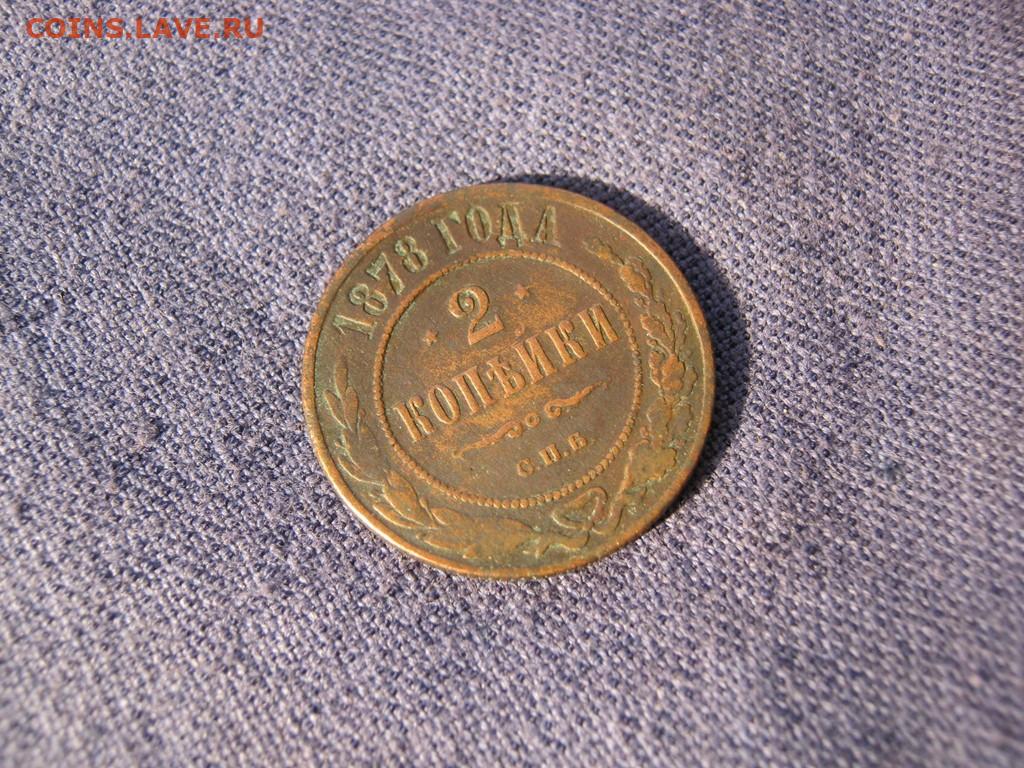 COINS.LAVE.RU
1878 ГОДА
2
КОПѢЙКИ
С.П.Б.